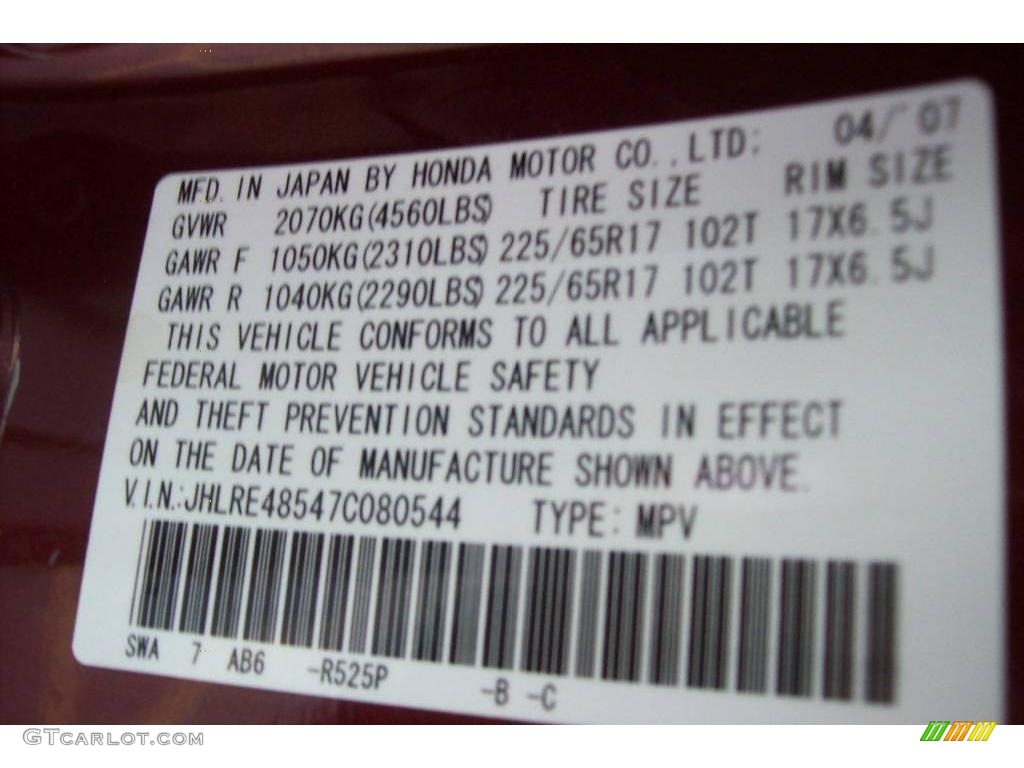 MFD. IN JAPAN BY HONDA MOTOR CO.,LTD: 04/'07
GVWR 2070KG(4560LBS) TIRE SIZE RIM SIZE
GAWR F 1050KG(2310LBS) 225/65R17 102T 17X6.5J
GAWR R 1040KG(2290LBS) 225/65R17 102T 17X6.5J
THIS VEHICLE CONFORMS TO ALL APPLICABLE
FEDERAL MOTOR VEHICLE SAFETY
AND THEFT PREVENTION STANDARDS IN EFFECT
ON THE DATE OF MANUFACTURE SHOWN ABOVE.
V.I.N.:JHLRE48547C080544 TYPE: MPV
SWA 7 AB6 -R525P -B -C
GTCARLOT.COM